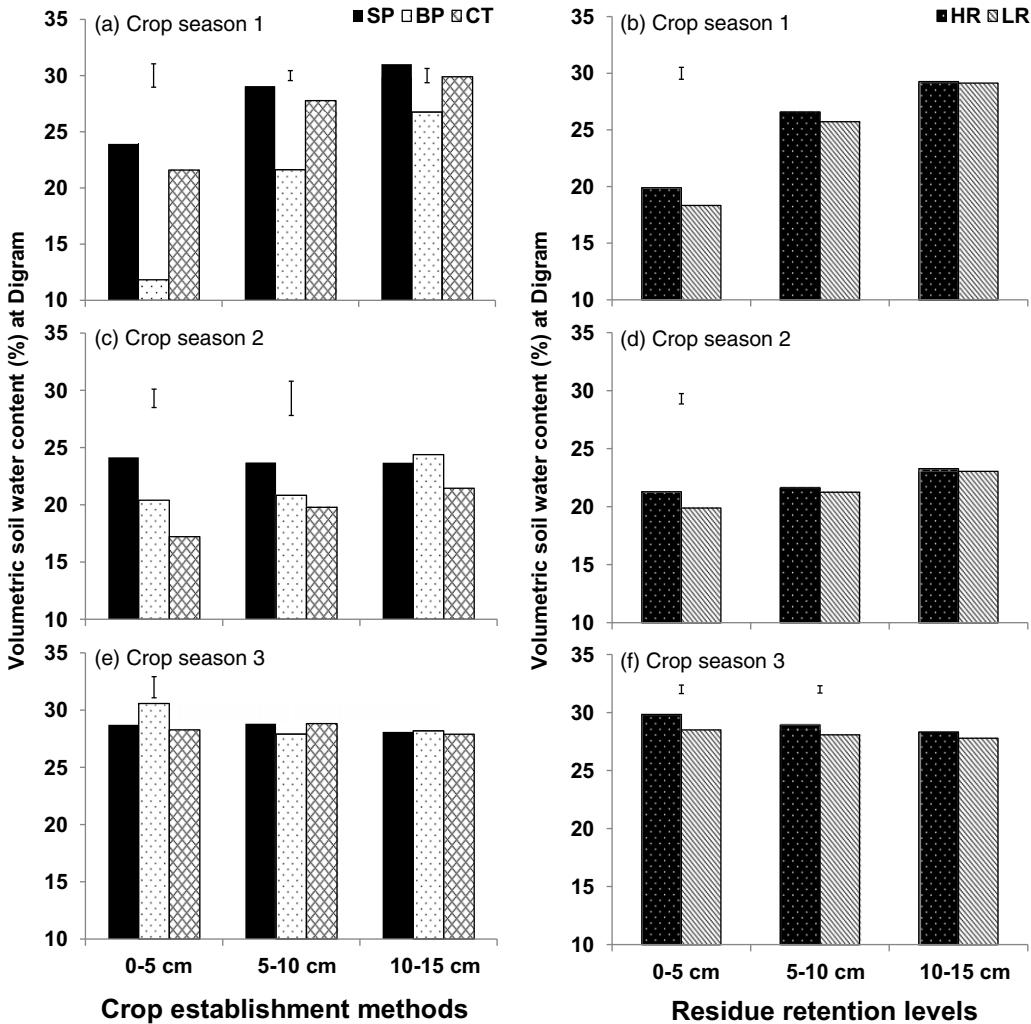 SP BP CT
(a) Crop season 1
35
30
25
20
15
10
(c) Crop season 2
35
30
25
20
15
10
(e) Crop season 3
35
30
25
20
15
10
Volumetric soil water content (%) at Digram
0-5 cm 5-10 cm 10-15 cm
Crop establishment methods
HR LR
(b) Crop season 1
35
30
25
20
15
10
(d) Crop season 2
35
30
25
20
15
10
(f) Crop season 3
35
30
25
20
15
10
Volumetric soil water content (%) at Digram
0-5 cm 5-10 cm 10-15 cm
Residue retention levels